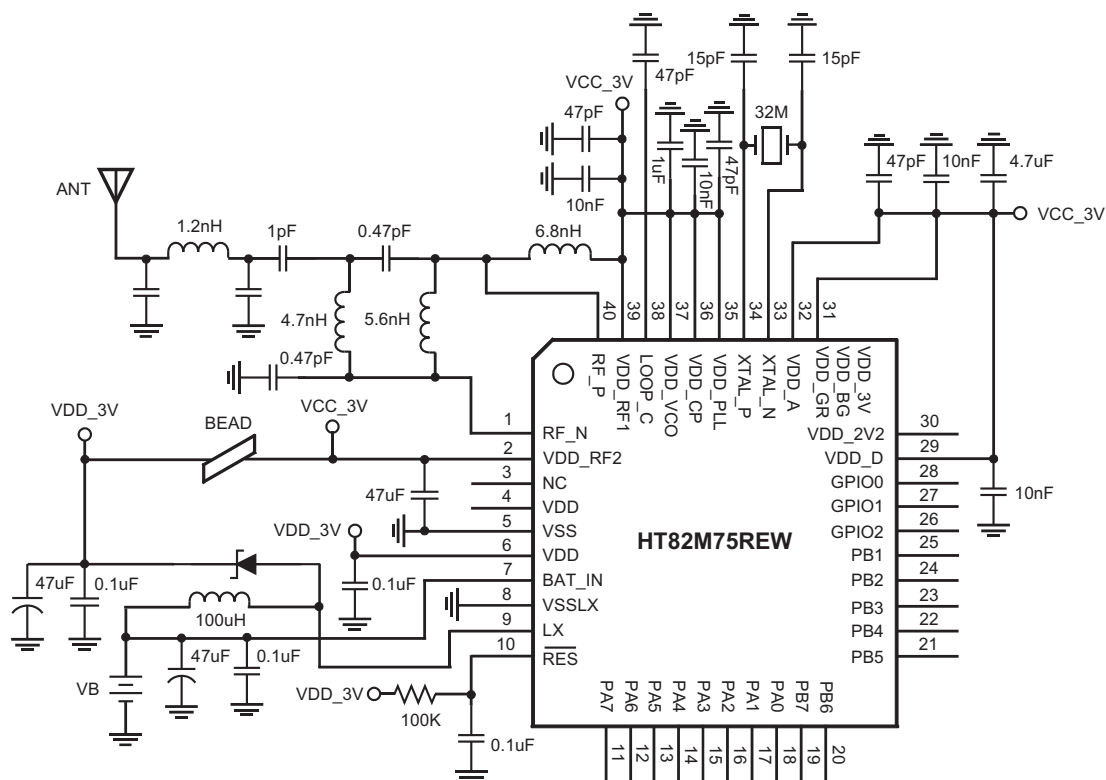 47pF
15pF
15pF
VCC_3V
47pF
32M
1uF
10nF
47pF
10nF
47pF
10nF
4.7uF
VCC_3V
ANT
1.2nH
1pF
0.47pF
6.8nH
4.7nH
5.6nH
0.47pF
40
39
38
37
36
35
34
33
32
31
RF_P
VDD_RF1
LOOP_C
VDD_VCO
VDD_CP
VDD_PLL
XTAL_P
XTAL_N
VDD_A
VDD_GR
VDD_BG
VDD_3V
VDD_3V
BEAD
VCC_3V
1 RF_N
2 VDD_RF2
3 NC
4 VDD
5 VSS
6 VDD
7 BAT_IN
8 VSSLX
9 LX
10 RES
VDD_2V2 30
VDD_D 29
GPIO0 28
GPIO1 27
GPIO2 26
PB1 25
PB2 24
PB3 23
PB4 22
PB5 21
10nF
HT82M75REW
47uF
VDD_3V
0.1uF
47uF
0.1uF
100uH
47uF
0.1uF
VB
VDD_3V
100K
0.1uF
PA7
PA6
PA5
PA4
PA3
PA2
PA1
PA0
PB7
PB6
11
12
13
14
15
16
17
18
19
20